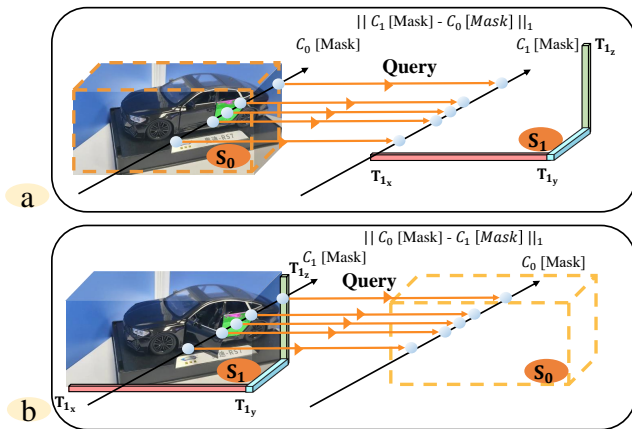 || C₁ [Mask] - C₀ [Mask] ||₁
C₀ [Mask]
C₁ [Mask]
T₁z
Query
S₀
S₁
T₁x
T₁y
a
|| C₀ [Mask] - C₁ [Mask] ||₁
C₁ [Mask]
C₀ [Mask]
T₁z
Query
S₁
S₀
T₁x
T₁y
b